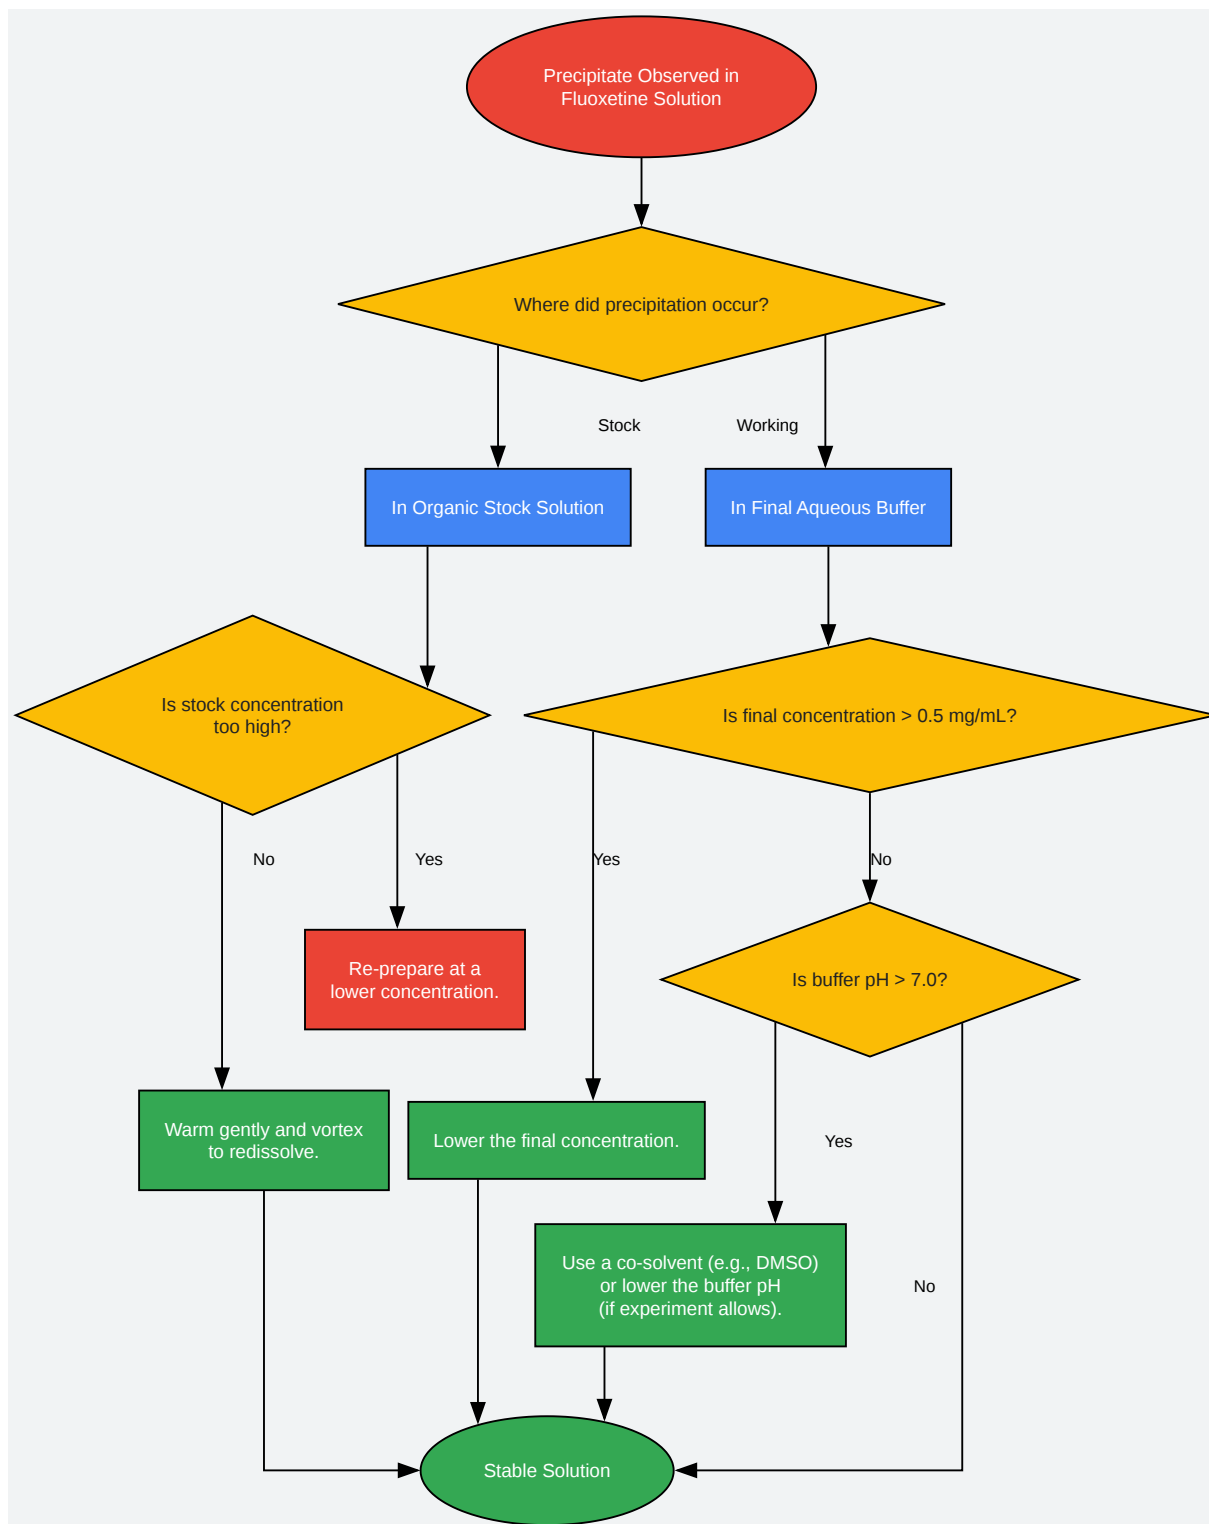 Precipitate Observed in
Fluoxetine Solution
Where did precipitation occur?
Stock
Working
In Organic Stock Solution
In Final Aqueous Buffer
Is stock concentration
too high?
Is final concentration > 0.5 mg/mL?
No
Yes
Yes
No
Re-prepare at a
lower concentration.
Is buffer pH > 7.0?
Warm gently and vortex
to redissolve.
Lower the final concentration.
Yes
Use a co-solvent (e.g., DMSO)
or lower the buffer pH
(if experiment allows).
No
Stable Solution